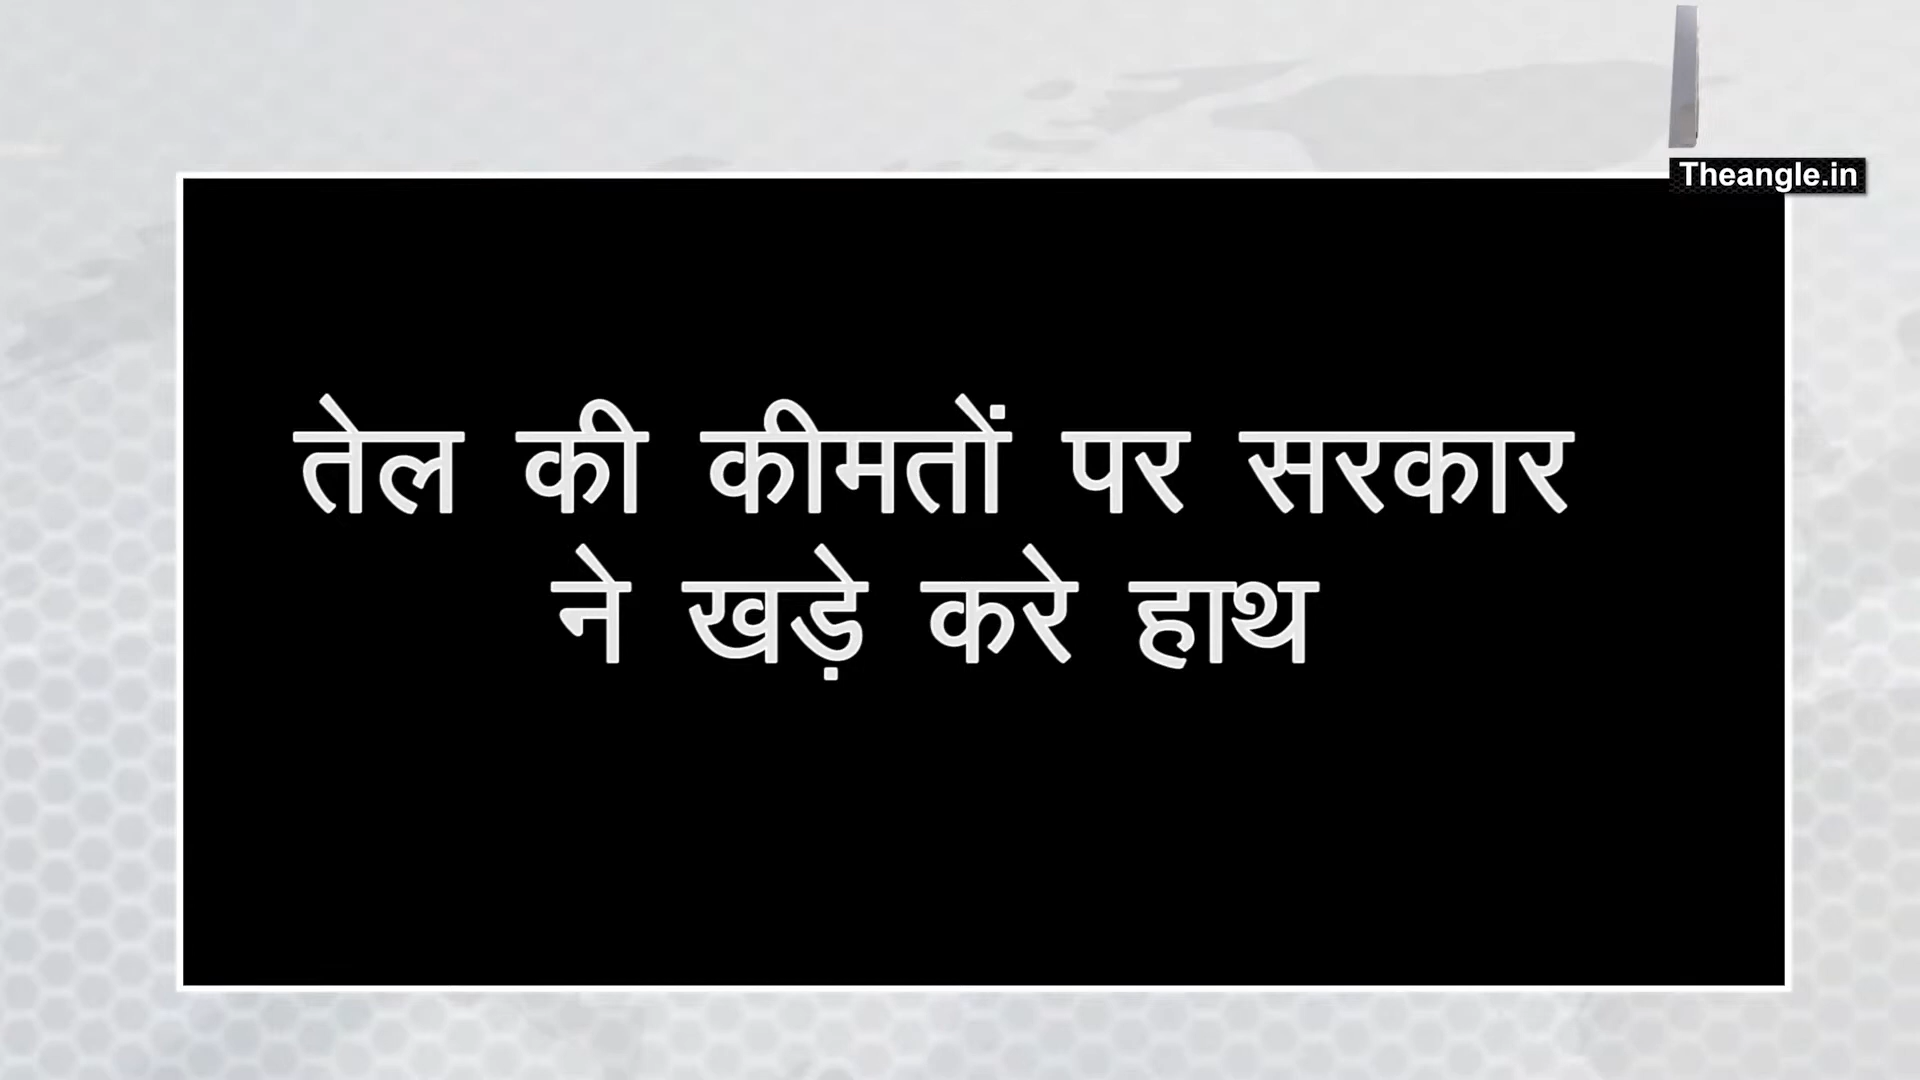 Theangle.in
तेल की कीमतों पर सरकार
ने खड़े करे हाथ